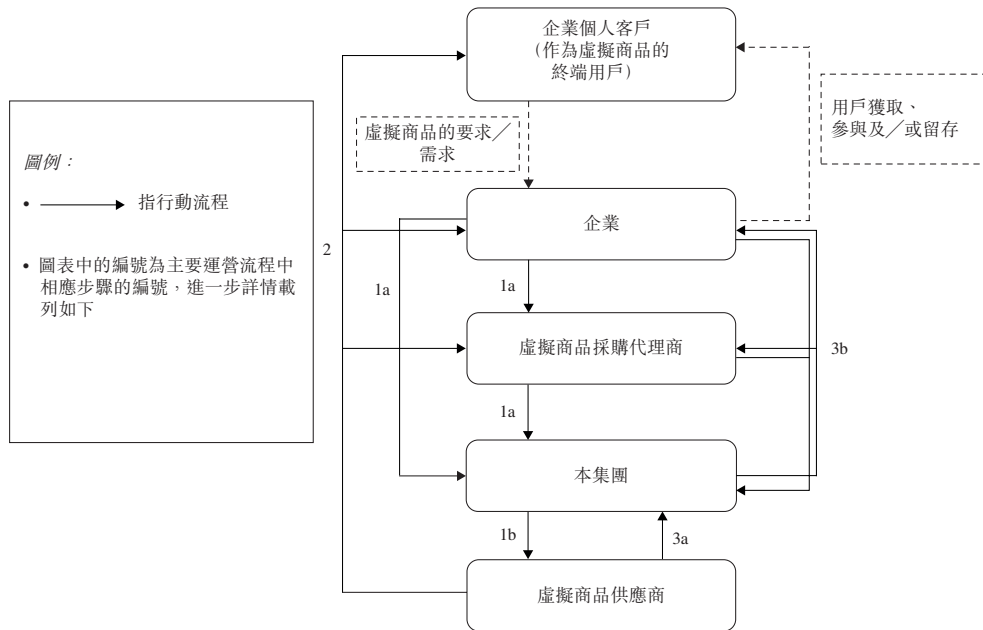 企業個人客戶
(作為虛擬商品的
終端用戶)
虛擬商品的要求╱
需求
用戶獲取、
參與及╱或留存
圖例：
• 指行動流程
• 圖表中的編號為主要運營流程中
相應步驟的編號，進一步詳情載
列如下
2
企業
1a
1a
虛擬商品採購代理商
3b
1a
本集團
1b
3a
虛擬商品供應商